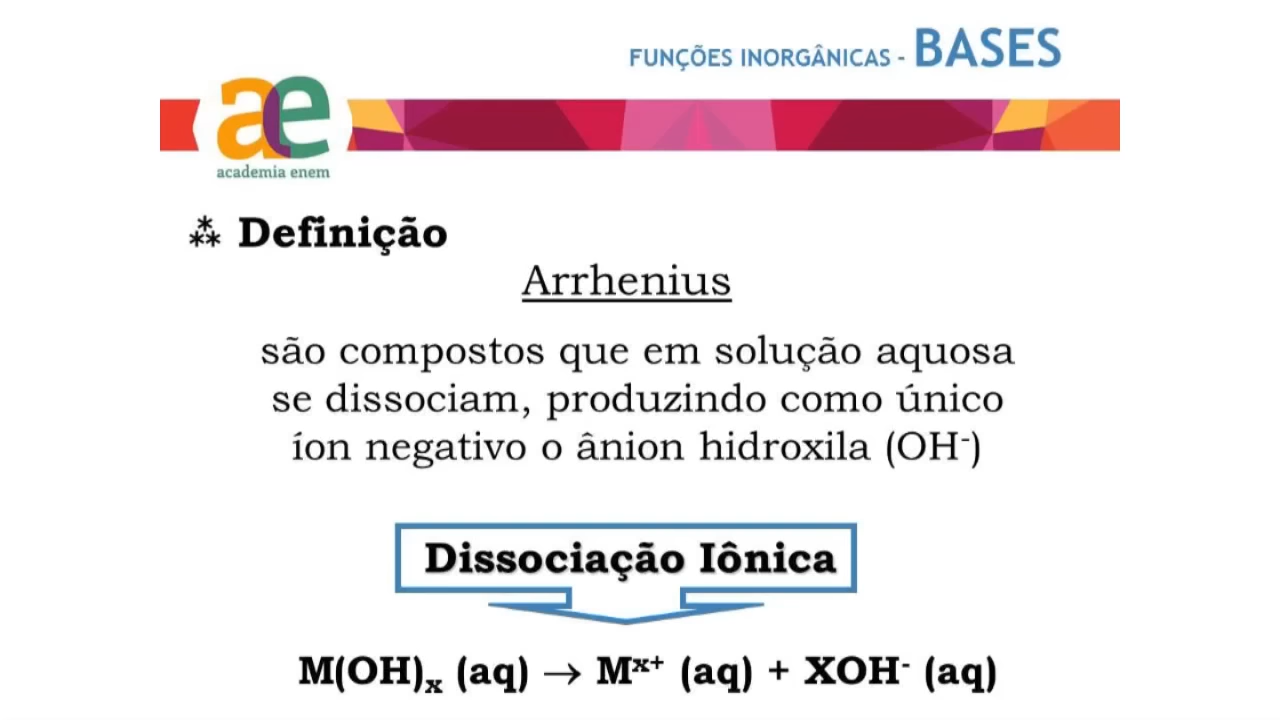 FUNÇÕES INORGÂNICAS - BASES
ae
academia enem
⁂ Definição
Arrhenius
são compostos que em solução aquosa
se dissociam, produzindo como único
íon negativo o ânion hidroxila (OH⁻)
Dissociação Iônica
M(OH)ₓ (aq) → Mˣ⁺ (aq) + XOH⁻ (aq)